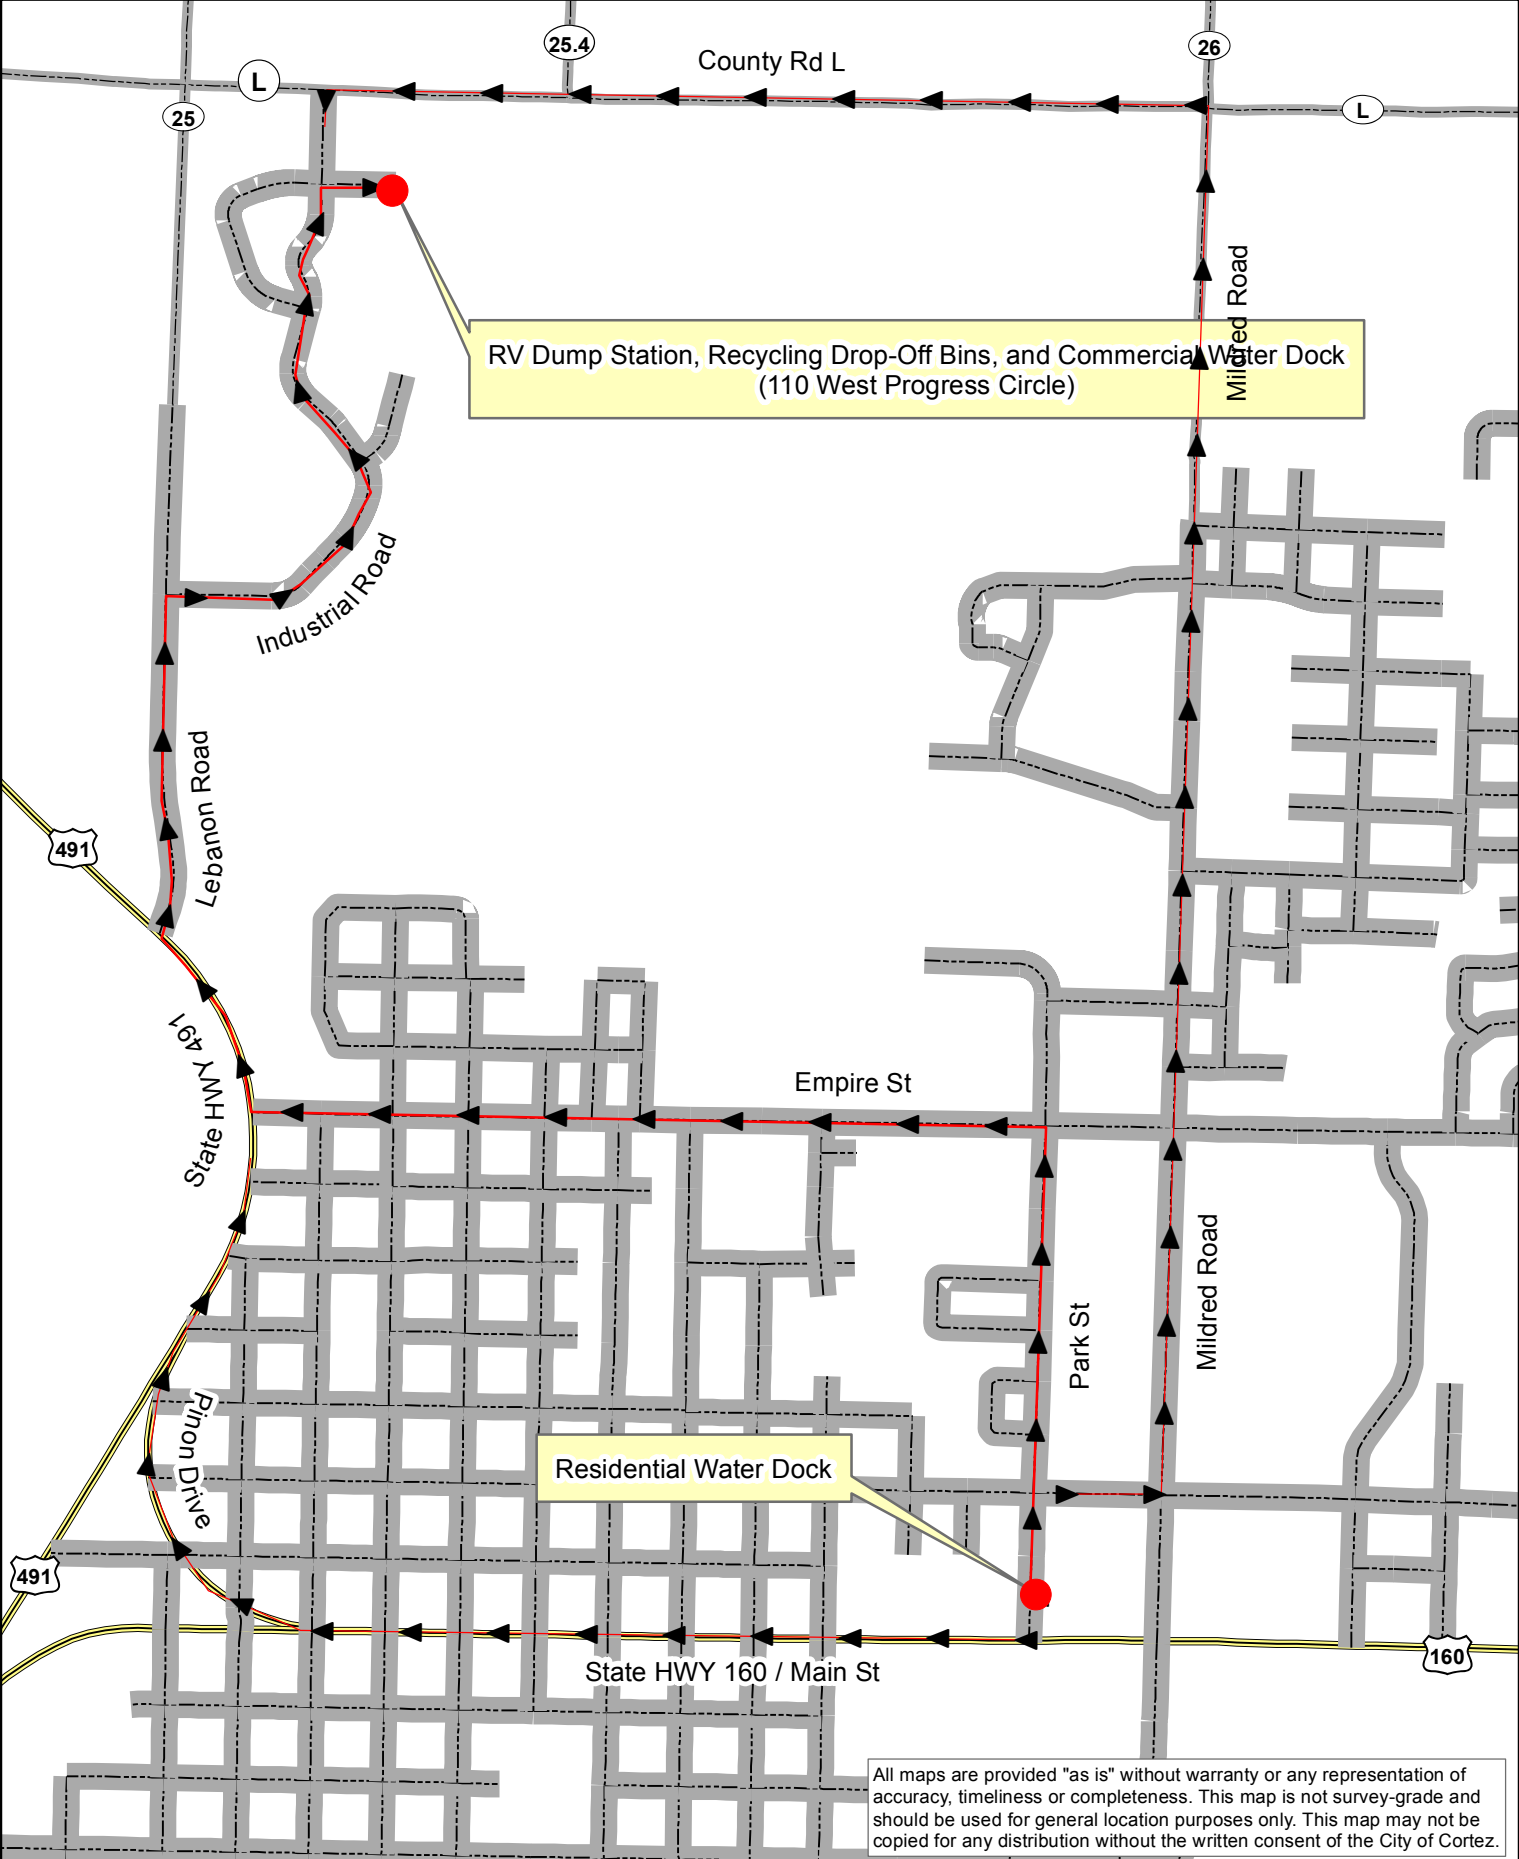 25.4
26
County Rd L
L
L
25
Mildred Road
RV Dump Station, Recycling Drop-Off Bins, and Commercial Water Dock
(110 West Progress Circle)
Industrial Road
Lebanon Road
491
State HWY 491
Empire St
Mildred Road
Park St
Pinon Drive
Residential Water Dock
491
160
State HWY 160 / Main St
All maps are provided "as is" without warranty or any representation of
accuracy, timeliness or completeness. This map is not survey-grade and
should be used for general location purposes only. This map may not be
copied for any distribution without the written consent of the City of Cortez.